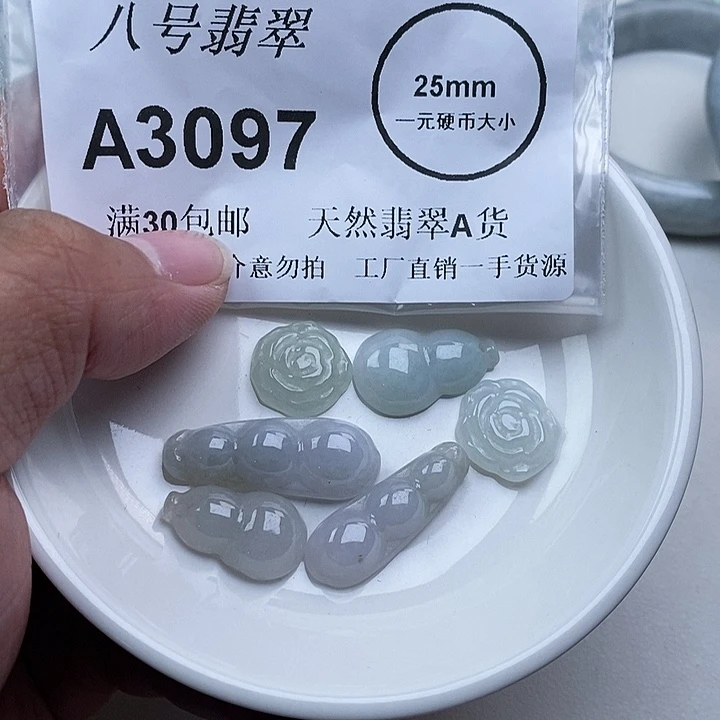 八号翡翠
25mm
一元硬币大小
A3097
满30包邮 天然翡翠A货
介意勿拍 工厂直销一手货源